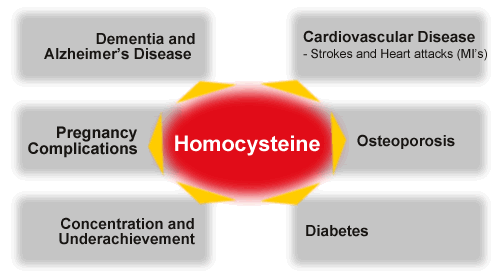 Dementia and
Alzheimer's Disease
Cardiovascular Disease
- Strokes and Heart attacks (MI's)
Pregnancy
Complications
Homocysteine
Osteoporosis
Concentration and
Underachievement
Diabetes